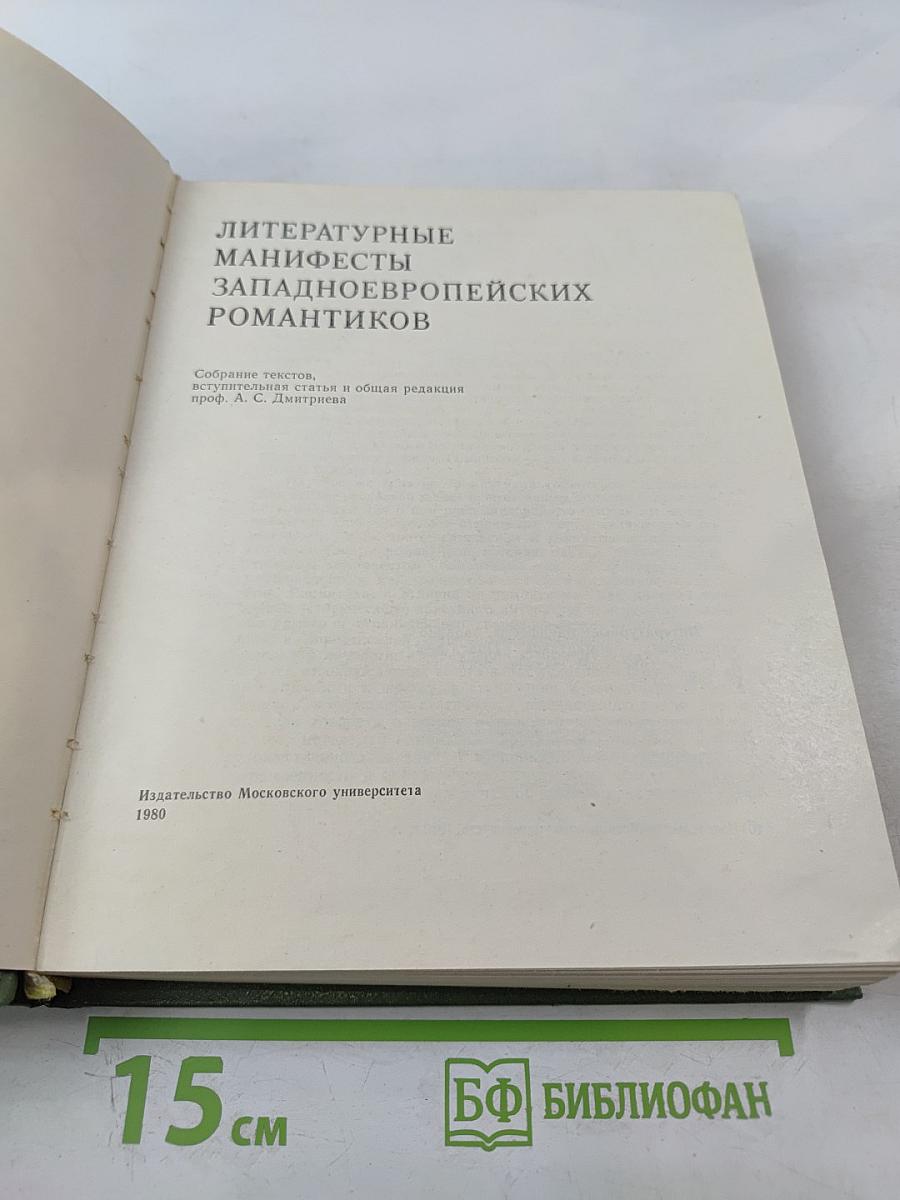 ЛИТЕРАТУРНЫЕ
МАНИФЕСТЫ
ЗАПАДНОЕВРОПЕЙСКИХ
РОМАНТИКОВ
Собрание текстов,
вступительная статья и общая редакция
проф. А. С. Дмитриева
Издательство Московского университета
1980
15 см
БФ БИБЛИОФАН